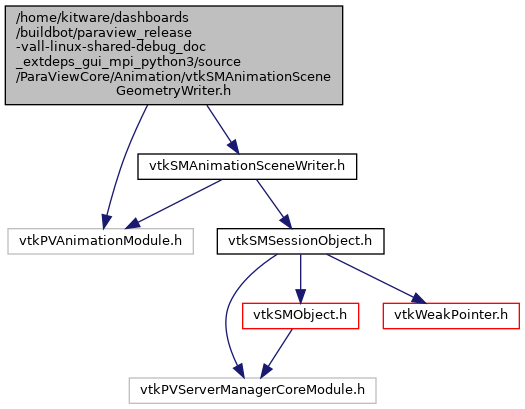 /home/kitware/dashboards
/buildbot/paraview_release
-vall-linux-shared-debug_doc
_extdeps_gui_mpi_python3/source
/ParaViewCore/Animation/vtkSMAnimationScene
GeometryWriter.h
vtkSMAnimationSceneWriter.h
vtkPVAnimationModule.h
vtkSMSessionObject.h
vtkSMObject.h
vtkWeakPointer.h
vtkPVServerManagerCoreModule.h